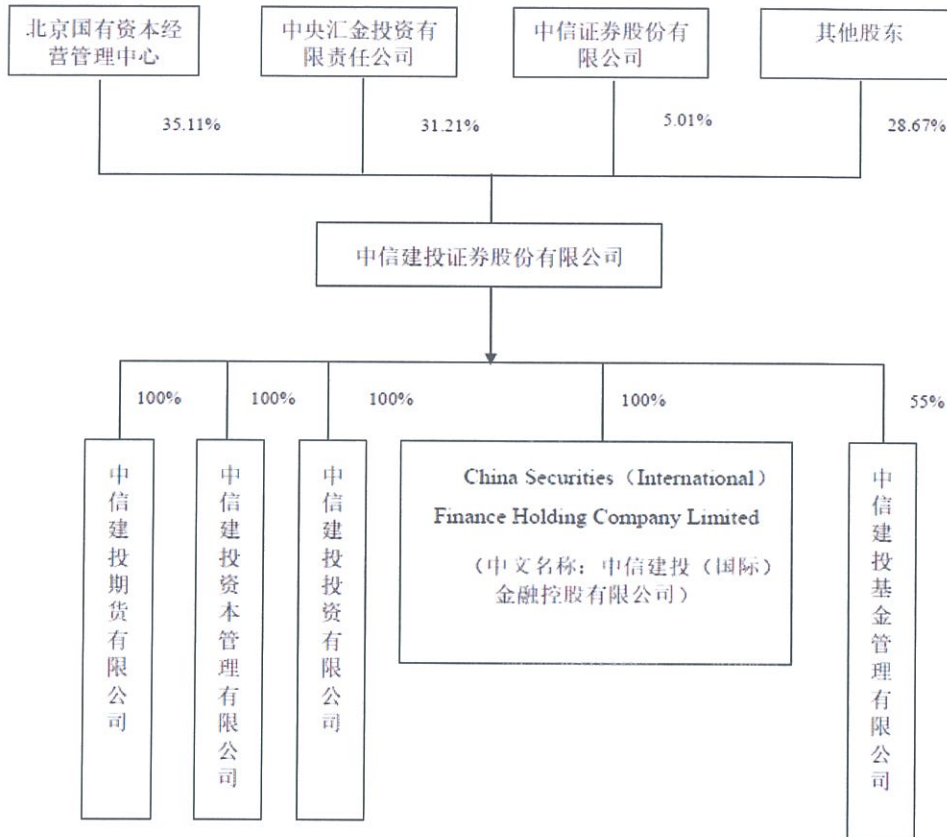 北京国有资本经
营管理中心
中央汇金投资有
限责任公司
中信证券股份有
限公司
其他股东
35.11%
31.21%
5.01%
28.67%
中信建投证券股份有限公司
100%
100%
100%
100%
55%
中信建投期货有限公司
中信建投资本管理有限公司
中信建投投资有限公司
China Securities（International）
Finance Holding Company Limited
（中文名称：中信建投（国际）
金融控股有限公司）
中信建投基金管理有限公司